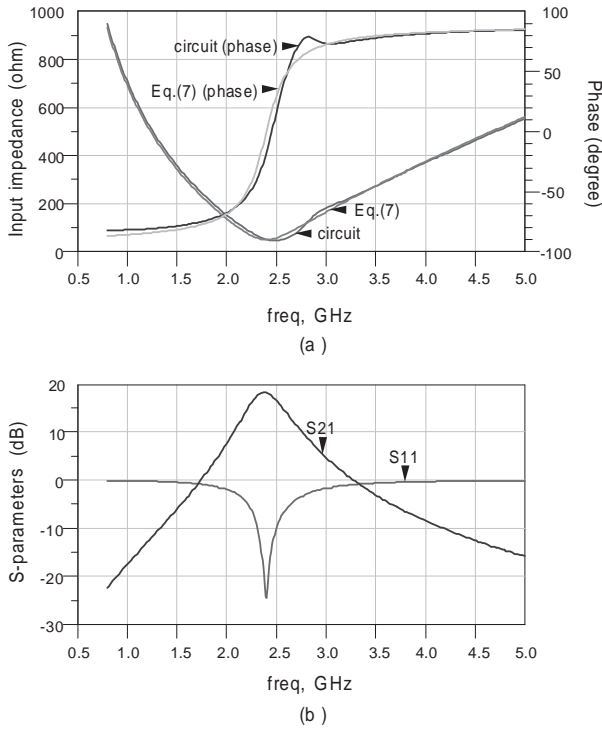 1000
800
600
400
200
0
Input impedance (ohm)
100
50
0
-50
-100
Phase (degree)
circuit (phase)
Eq.(7) (phase)
Eq.(7)
circuit
0.5 1.0 1.5 2.0 2.5 3.0 3.5 4.0 4.5 5.0
freq, GHz
(a )
20
10
0
-10
-20
-30
S-parameters (dB)
S21
S11
0.5 1.0 1.5 2.0 2.5 3.0 3.5 4.0 4.5 5.0
freq, GHz
(b )